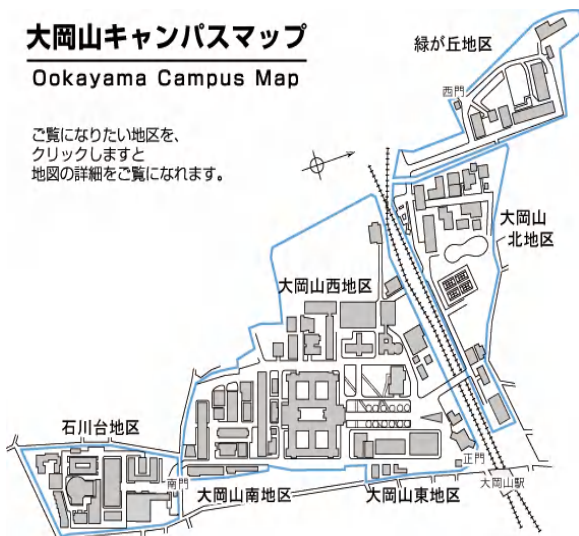 大岡山キャンパスマップ
Ookayama Campus Map
ご覧になりたい地区を、
クリックしますと
地図の詳細をご覧になれます。
緑が丘地区
西門
大岡山
北地区
大岡山西地区
石川台地区
南門
大岡山南地区
大岡山東地区
正門
大岡山駅